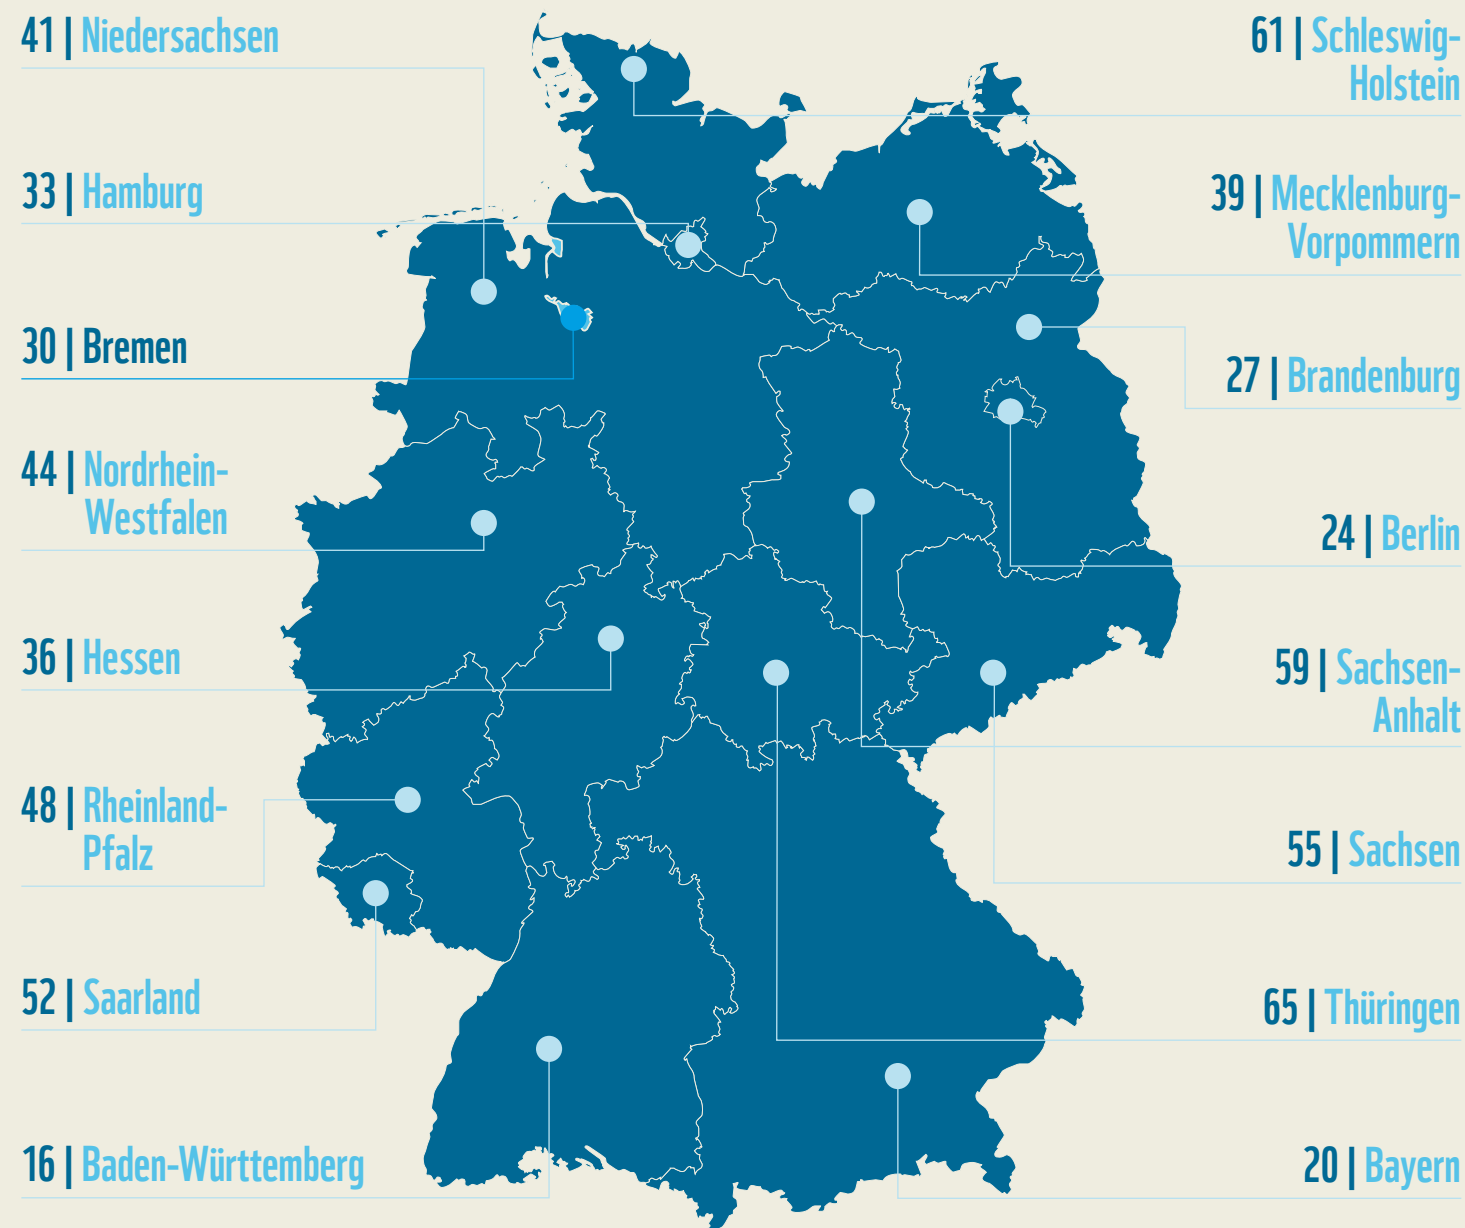 41 | Niedersachsen
33 | Hamburg
30 | Bremen
44 | Nordrhein-
Westfalen
36 | Hessen
48 | Rheinland-
Pfalz
52 | Saarland
16 | Baden-Württemberg
61 | Schleswig-
Holstein
39 | Mecklenburg-
Vorpommern
27 | Brandenburg
24 | Berlin
59 | Sachsen-
Anhalt
55 | Sachsen
65 | Thüringen
20 | Bayern